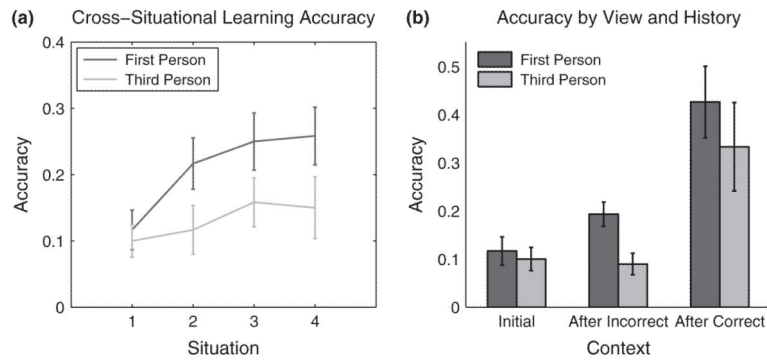 (a) Cross-Situational Learning Accuracy
0.4
0.3
0.2
0.1
0
Accuracy
First Person
Third Person
1 2 3 4
Situation
(b) Accuracy by View and History
0.5
0.4
0.3
0.2
0.1
0
Accuracy
First Person
Third Person
Initial After Incorrect After Correct
Context